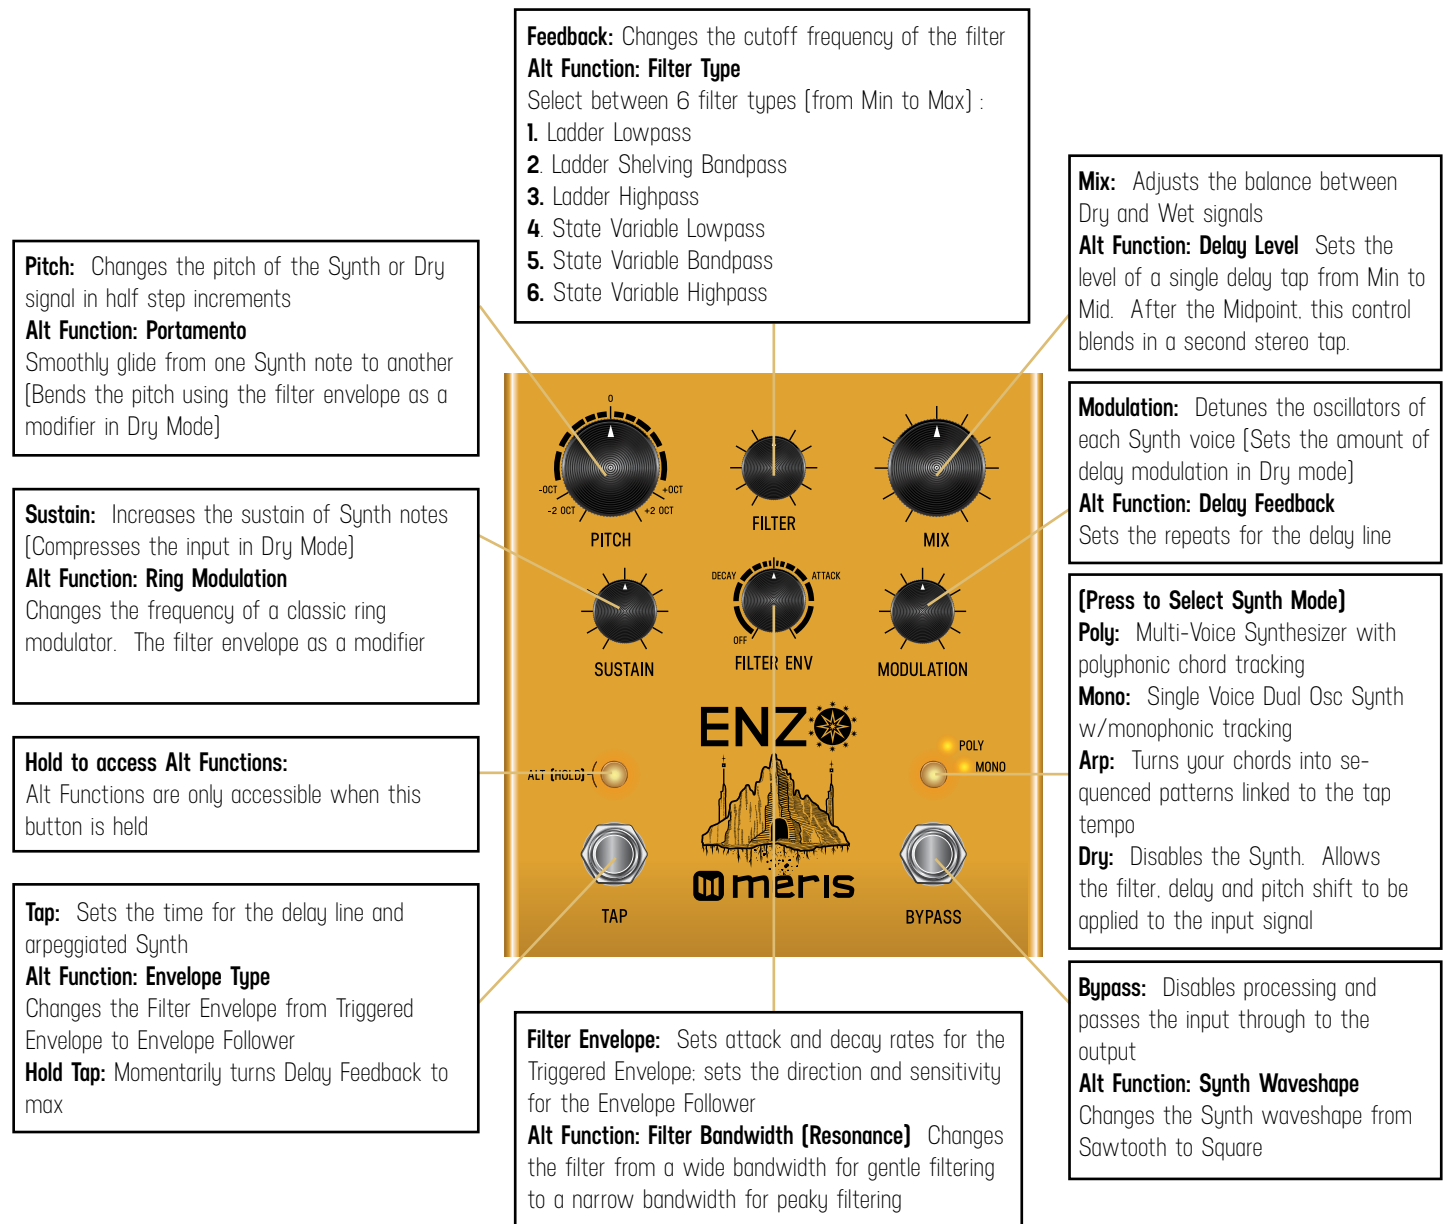 Feedback: Changes the cutoff frequency of the filter
Alt Function: Filter Type
Select between 6 filter types (from Min to Max) :
1. Ladder Lowpass
2. Ladder Shelving Bandpass
3. Ladder Highpass
4. State Variable Lowpass
5. State Variable Bandpass
6. State Variable Highpass
Pitch: Changes the pitch of the Synth or Dry
signal in half step increments
Alt Function: Portamento
Smoothly glide from one Synth note to another
(Bends the pitch using the filter envelope as a
modifier in Dry Mode)
Sustain: Increases the sustain of Synth notes
(Compresses the input in Dry Mode)
Alt Function: Ring Modulation
Changes the frequency of a classic ring
modulator. The filter envelope as a modifier
Hold to access Alt Functions:
Alt Functions are only accessible when this
button is held
Tap: Sets the time for the delay line and
arpeggiated Synth
Alt Function: Envelope Type
Changes the Filter Envelope from Triggered
Envelope to Envelope Follower
Hold Tap: Momentarily turns Delay Feedback to
max
0
-OCT
+OCT
-2 OCT
+2 OCT
PITCH
FILTER
MIX
DECAY
ATTACK
OFF
SUSTAIN
FILTER ENV
MODULATION
ENZO
ALT (HOLD)
POLY
MONO
meris
TAP
BYPASS
Filter Envelope: Sets attack and decay rates for the
Triggered Envelope; sets the direction and sensitivity
for the Envelope Follower
Alt Function: Filter Bandwidth (Resonance) Changes
the filter from a wide bandwidth for gentle filtering
to a narrow bandwidth for peaky filtering
Mix: Adjusts the balance between
Dry and Wet signals
Alt Function: Delay Level Sets the
level of a single delay tap from Min to
Mid. After the Midpoint, this control
blends in a second stereo tap.
Modulation: Detunes the oscillators of
each Synth voice (Sets the amount of
delay modulation in Dry mode)
Alt Function: Delay Feedback
Sets the repeats for the delay line
(Press to Select Synth Mode)
Poly: Multi-Voice Synthesizer with
polyphonic chord tracking
Mono: Single Voice Dual Osc Synth
w/monophonic tracking
Arp: Turns your chords into se-
quenced patterns linked to the tap
tempo
Dry: Disables the Synth. Allows
the filter, delay and pitch shift to be
applied to the input signal
Bypass: Disables processing and
passes the input through to the
output
Alt Function: Synth Waveshape
Changes the Synth waveshape from
Sawtooth to Square